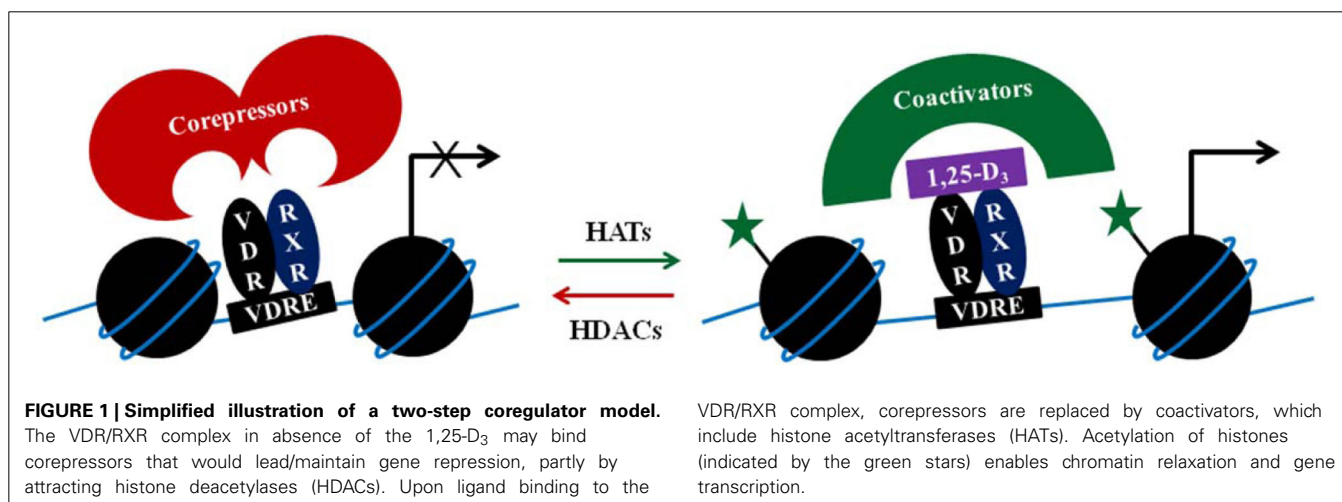 Corepressors
V
D
R
R
X
R
VDRE
HATs
HDACs
Coactivators
1,25-D₃
V
D
R
R
X
R
VDRE
FIGURE 1 | Simplified illustration of a two-step coregulator model.
The VDR/RXR complex in absence of the 1,25-D₃ may bind
corepressors that would lead/maintain gene repression, partly by
attracting histone deacetylases (HDACs). Upon ligand binding to the
VDR/RXR complex, corepressors are replaced by coactivators, which
include histone acetyltransferases (HATs). Acetylation of histones
(indicated by the green stars) enables chromatin relaxation and gene
transcription.